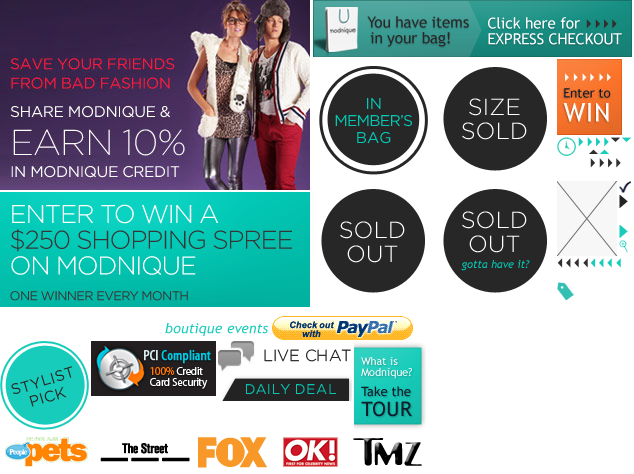 SAVE YOUR FRIENDS
FROM BAD FASHION
SHARE MODNIQUE &
EARN 10%
IN MODNIQUE CREDIT
modnique
You have items
in your bag!
Click here for
EXPRESS CHECKOUT
IN
MEMBER'S
BAG
SIZE
SOLD
Enter to
WIN
ENTER TO WIN A
$250 SHOPPING SPREE
ON MODNIQUE
ONE WINNER EVERY MONTH
SOLD
OUT
SOLD
OUT
gotta have it?
boutique events
Check out
with PayPal
STYLIST
PICK
PCI Compliant
100% Credit
Card Security
LIVE CHAT
DAILY DEAL
What is
Modnique?
Take the
TOUR
People pets
The Street
FOX
OK!
FIRST FOR CELEBRITY NEWS
TMZ